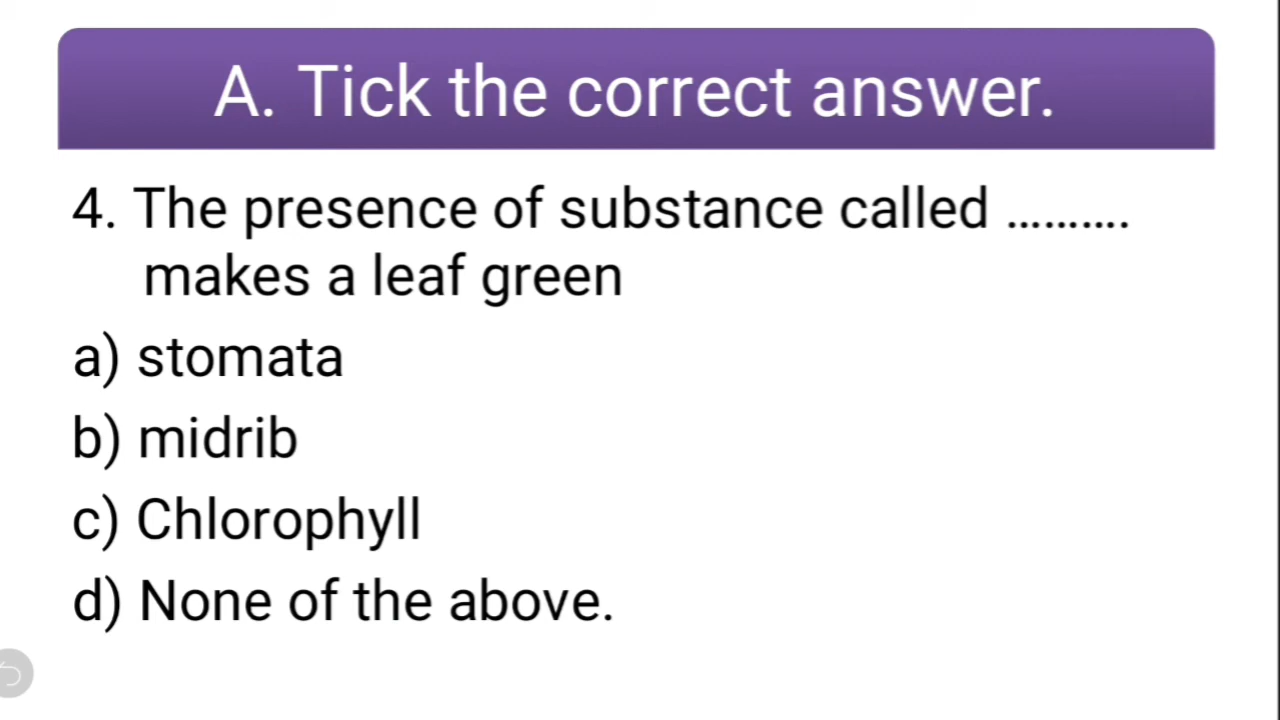 A. Tick the correct answer.
4. The presence of substance called ..........
makes a leaf green
a) stomata
b) midrib
c) Chlorophyll
d) None of the above.